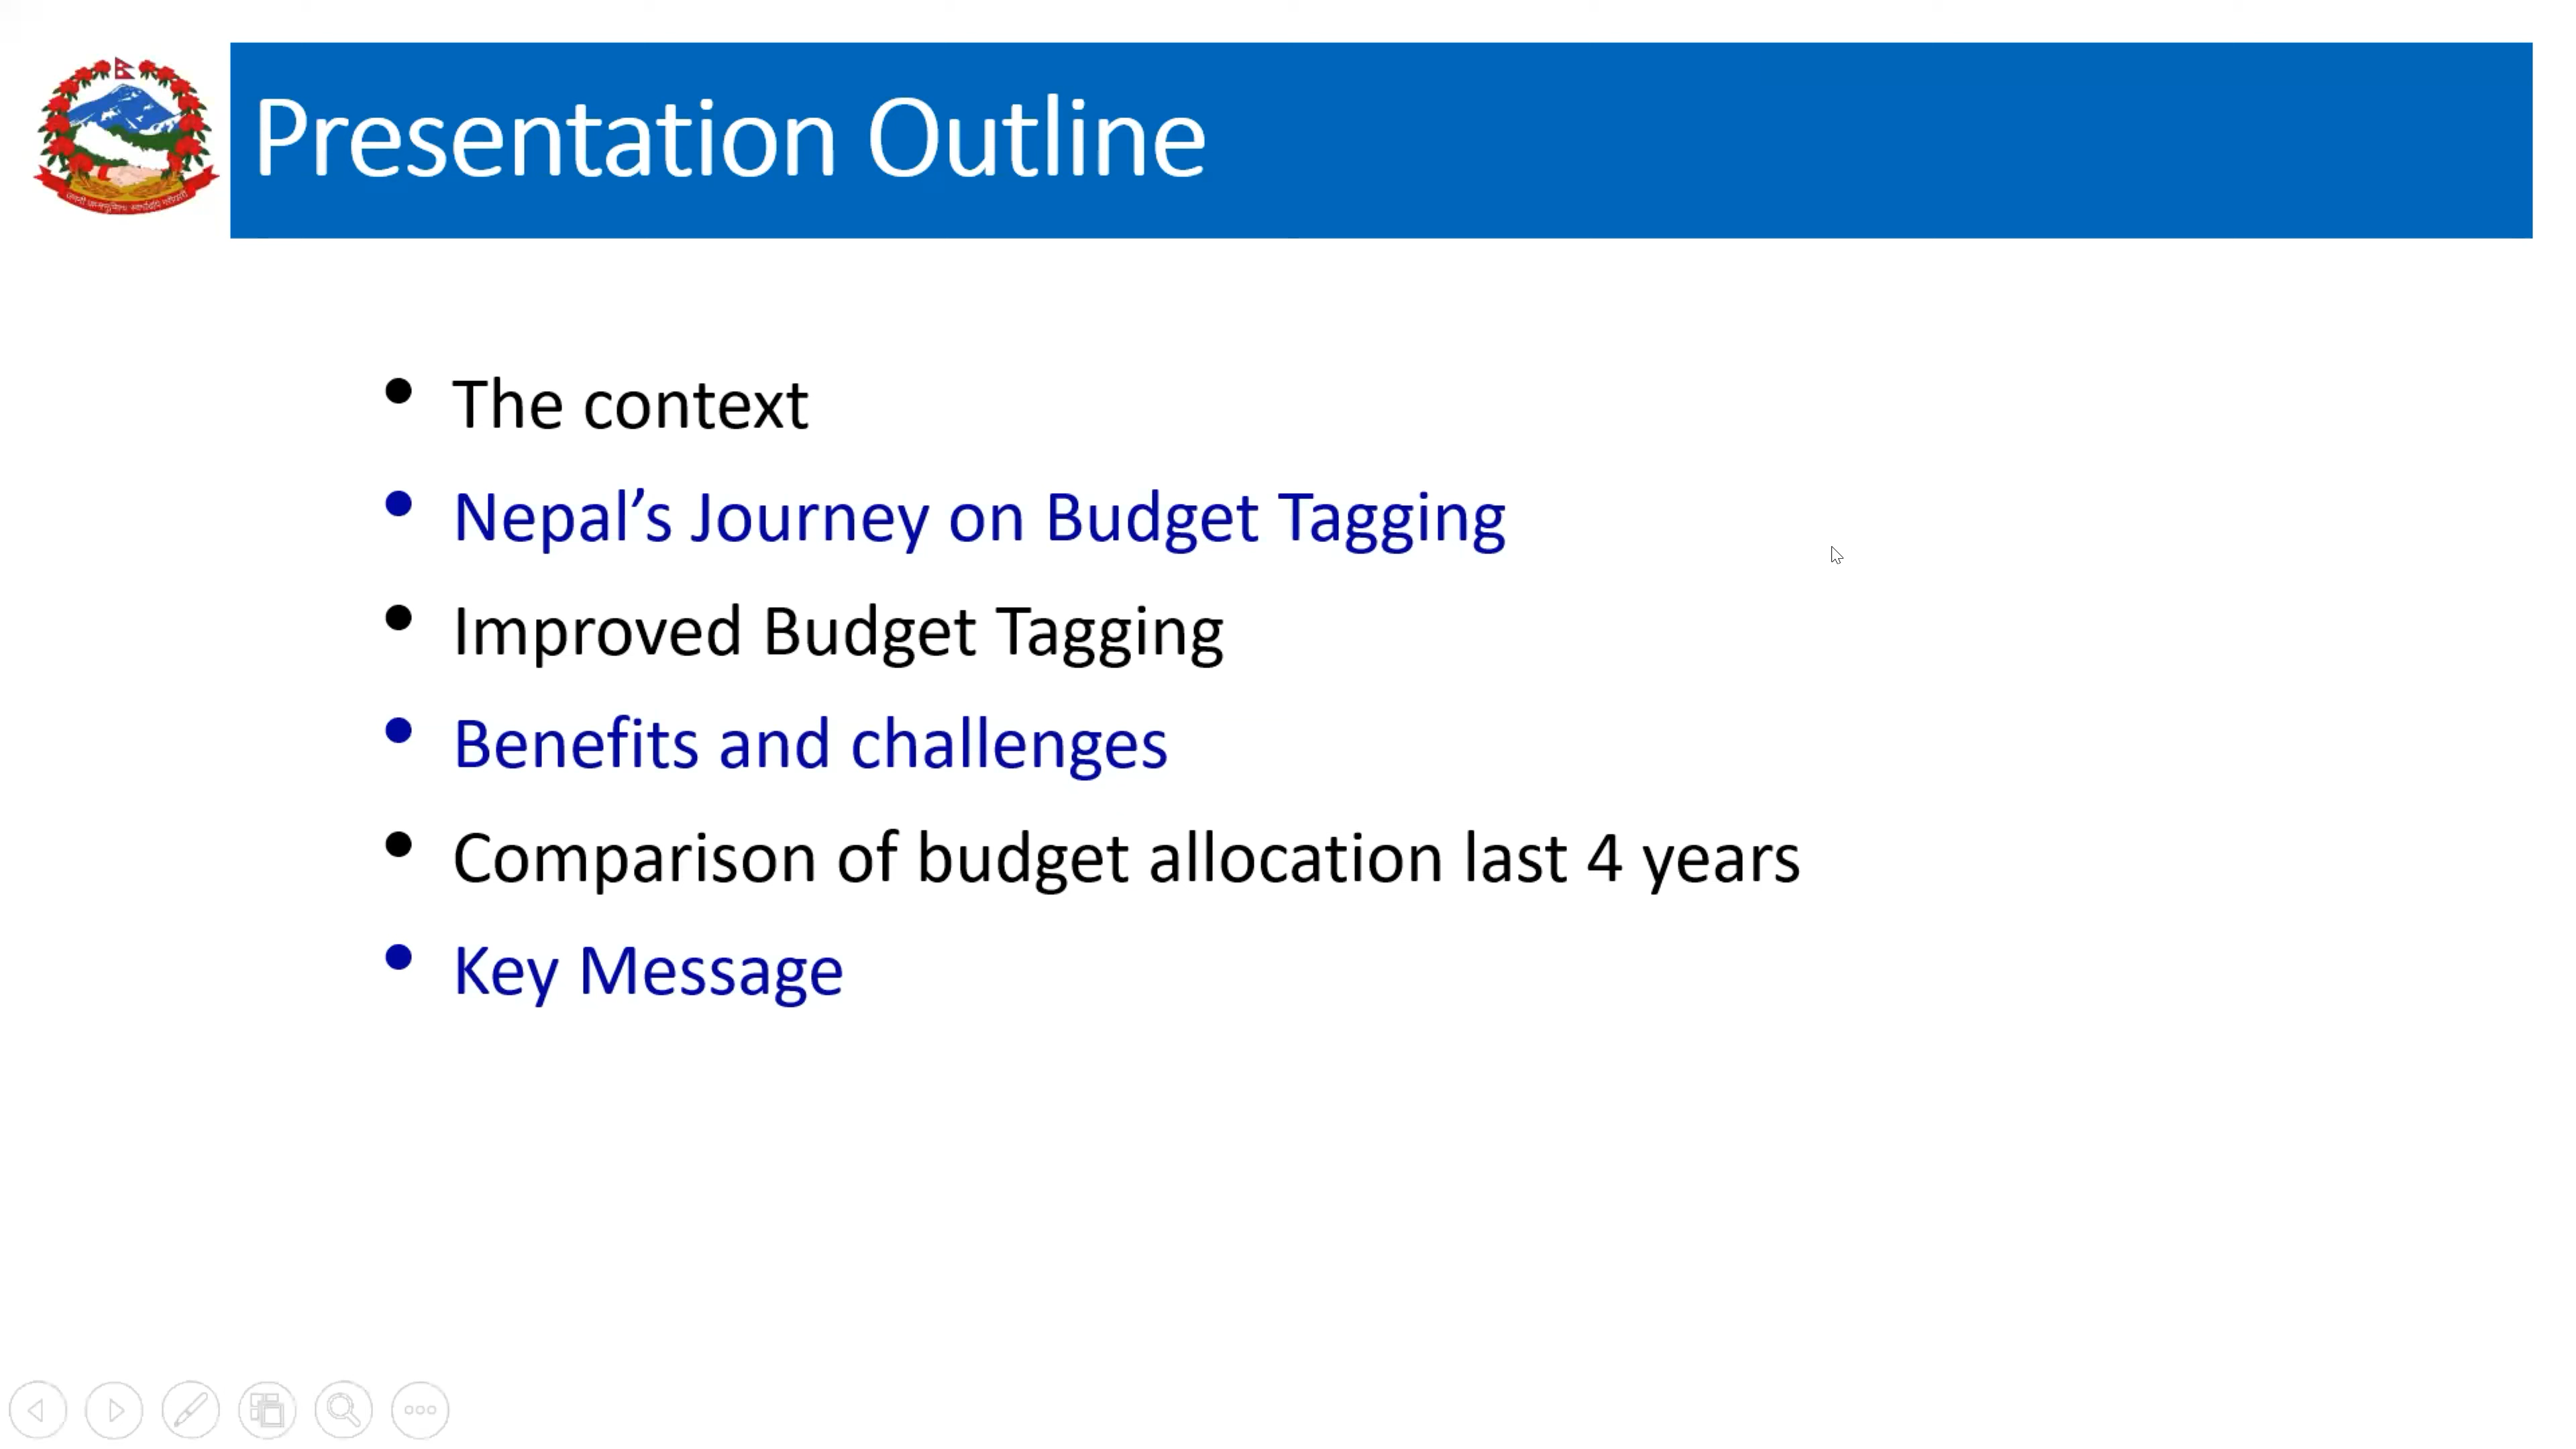 Presentation Outline
• The context
• Nepal’s Journey on Budget Tagging
• Improved Budget Tagging
• Benefits and challenges
• Comparison of budget allocation last 4 years
• Key Message